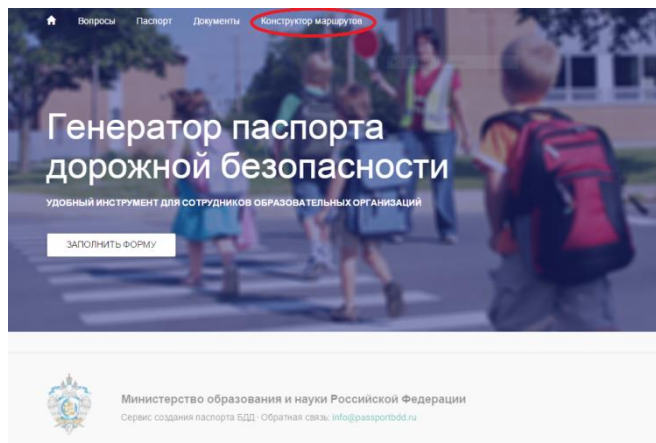 Вопросы Паспорт Документы Конструктор маршрутов
Генератор паспорта
дорожной безопасности
УДОБНЫЙ ИНСТРУМЕНТ ДЛЯ СОТРУДНИКОВ ОБРАЗОВАТЕЛЬНЫХ ОРГАНИЗАЦИЙ
ЗАПОЛНИТЬ ФОРМУ
Министерство образования и науки Российской Федерации
Сервис создания паспорта БДД · Обратная связь: info@passportbdd.ru